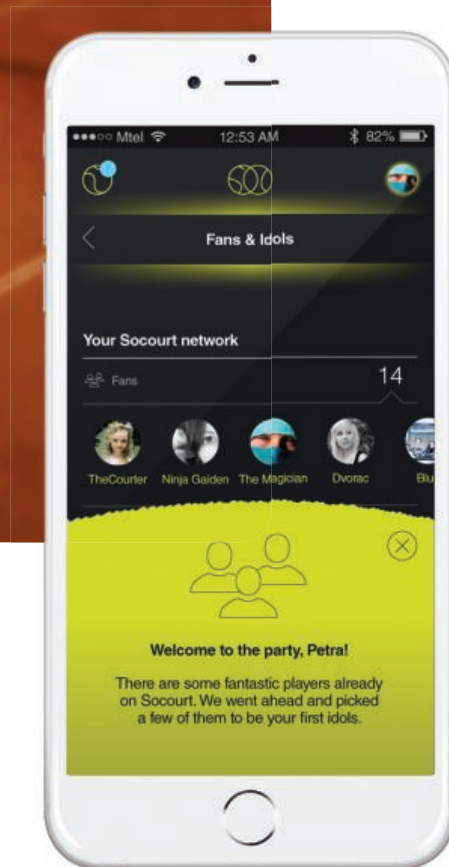 Mtel 12:53 AM 82%
Fans & Idols
Your Socourt network
Fans 14
TheCourter Ninja Gaiden The Magician Dvorac Blu
Welcome to the party, Petra!
There are some fantastic players already
on Socourt. We went ahead and picked
a few of them to be your first idols.